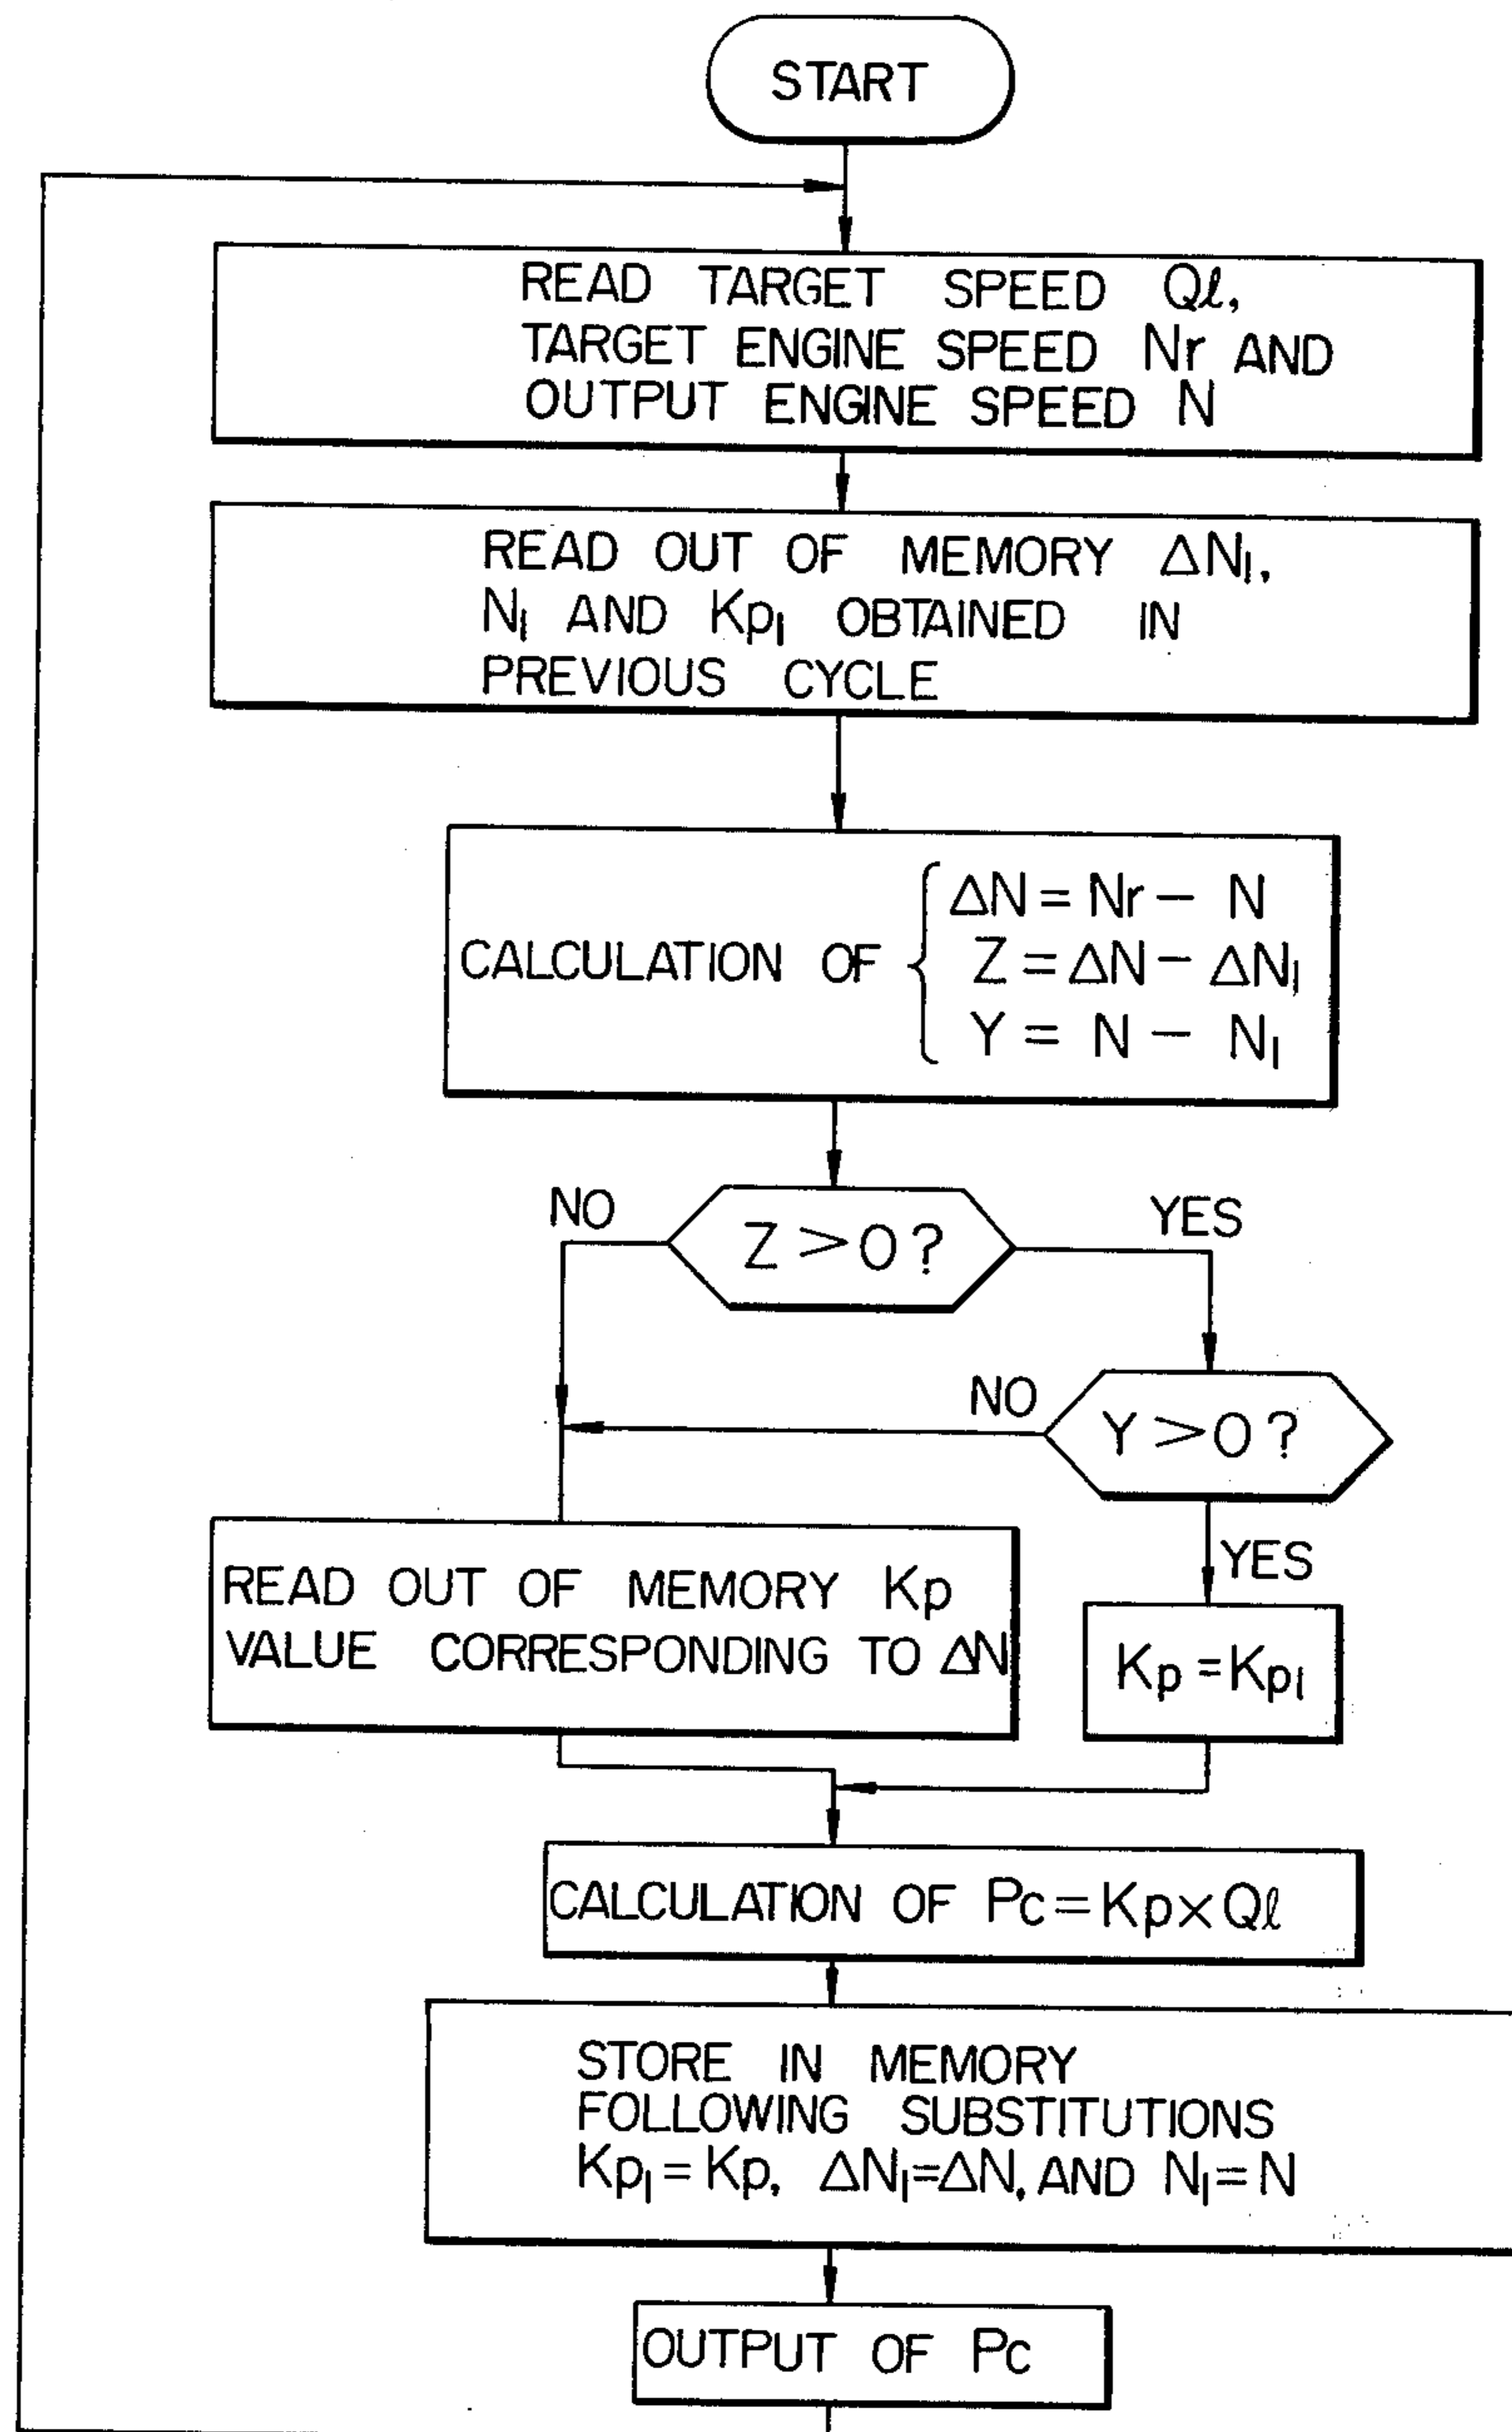 START
READ TARGET SPEED Qℓ,
TARGET ENGINE SPEED Nr AND
OUTPUT ENGINE SPEED N
READ OUT OF MEMORY ΔN₁,
N₁ AND Kp₁ OBTAINED IN
PREVIOUS CYCLE
CALCULATION OF
ΔN = Nr − N
Z = ΔN − ΔN₁
Y = N − N₁
NO
Z > 0 ?
YES
NO
Y > 0 ?
YES
READ OUT OF MEMORY Kp
VALUE CORRESPONDING TO ΔN
Kp = Kp₁
CALCULATION OF Pc = Kp × Qℓ
STORE IN MEMORY
FOLLOWING SUBSTITUTIONS
Kp₁ = Kp, ΔN₁=ΔN, AND N₁ = N
OUTPUT OF Pc